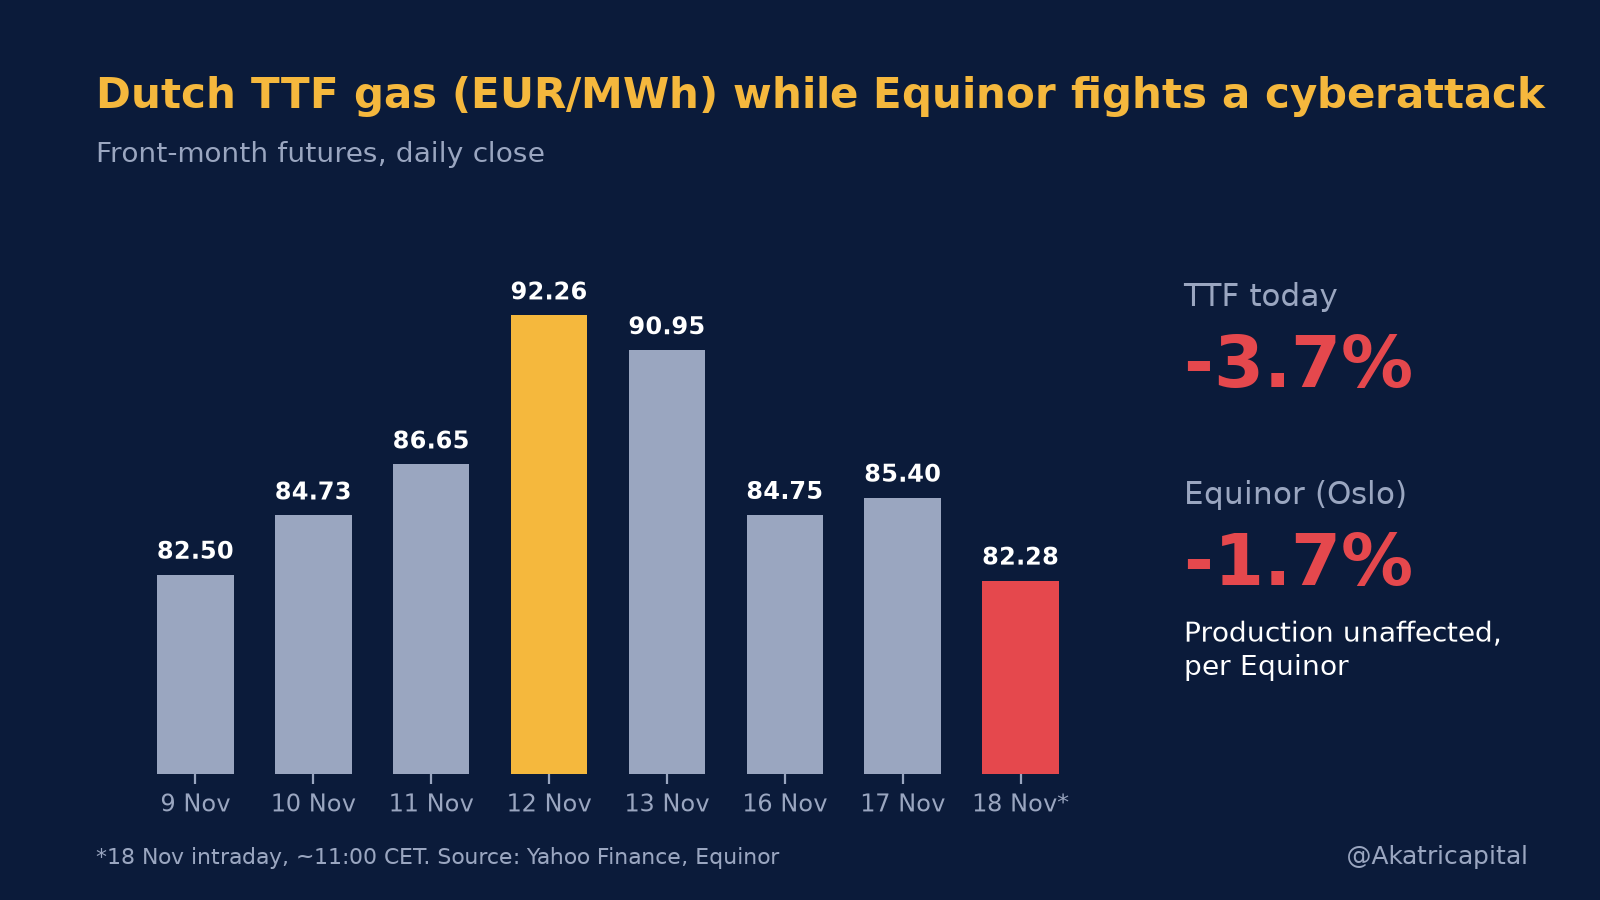 Dutch TTF gas (EUR/MWh) while Equinor fights a cyberattack
Front-month futures, daily close
92.26
90.95
86.65
85.40
84.73
84.75
82.50
82.28
TTF today
-3.7%
Equinor (Oslo)
-1.7%
Production unaffected,
per Equinor
9 Nov
10 Nov
11 Nov
12 Nov
13 Nov
16 Nov
17 Nov
18 Nov*
*18 Nov intraday, ~11:00 CET. Source: Yahoo Finance, Equinor
@Akatricapital